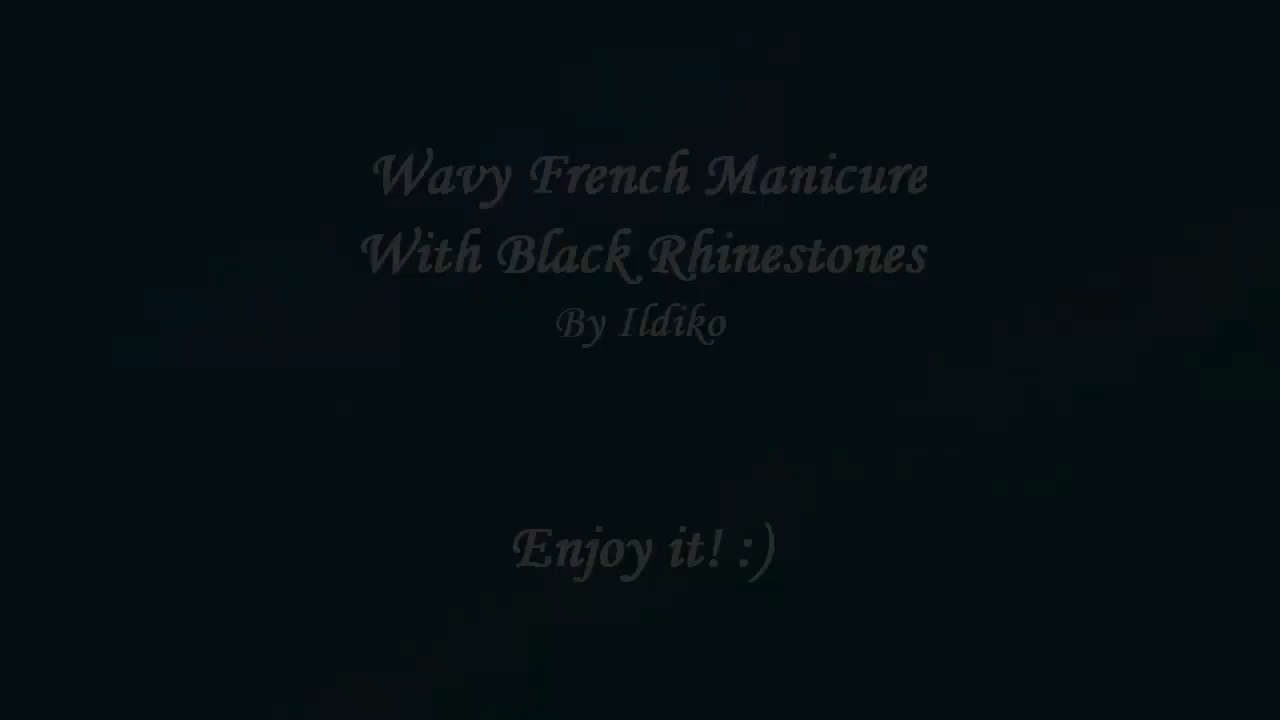 Wavy French Manicure
With Black Rhinestones
By Ildiko
Enjoy it! :)